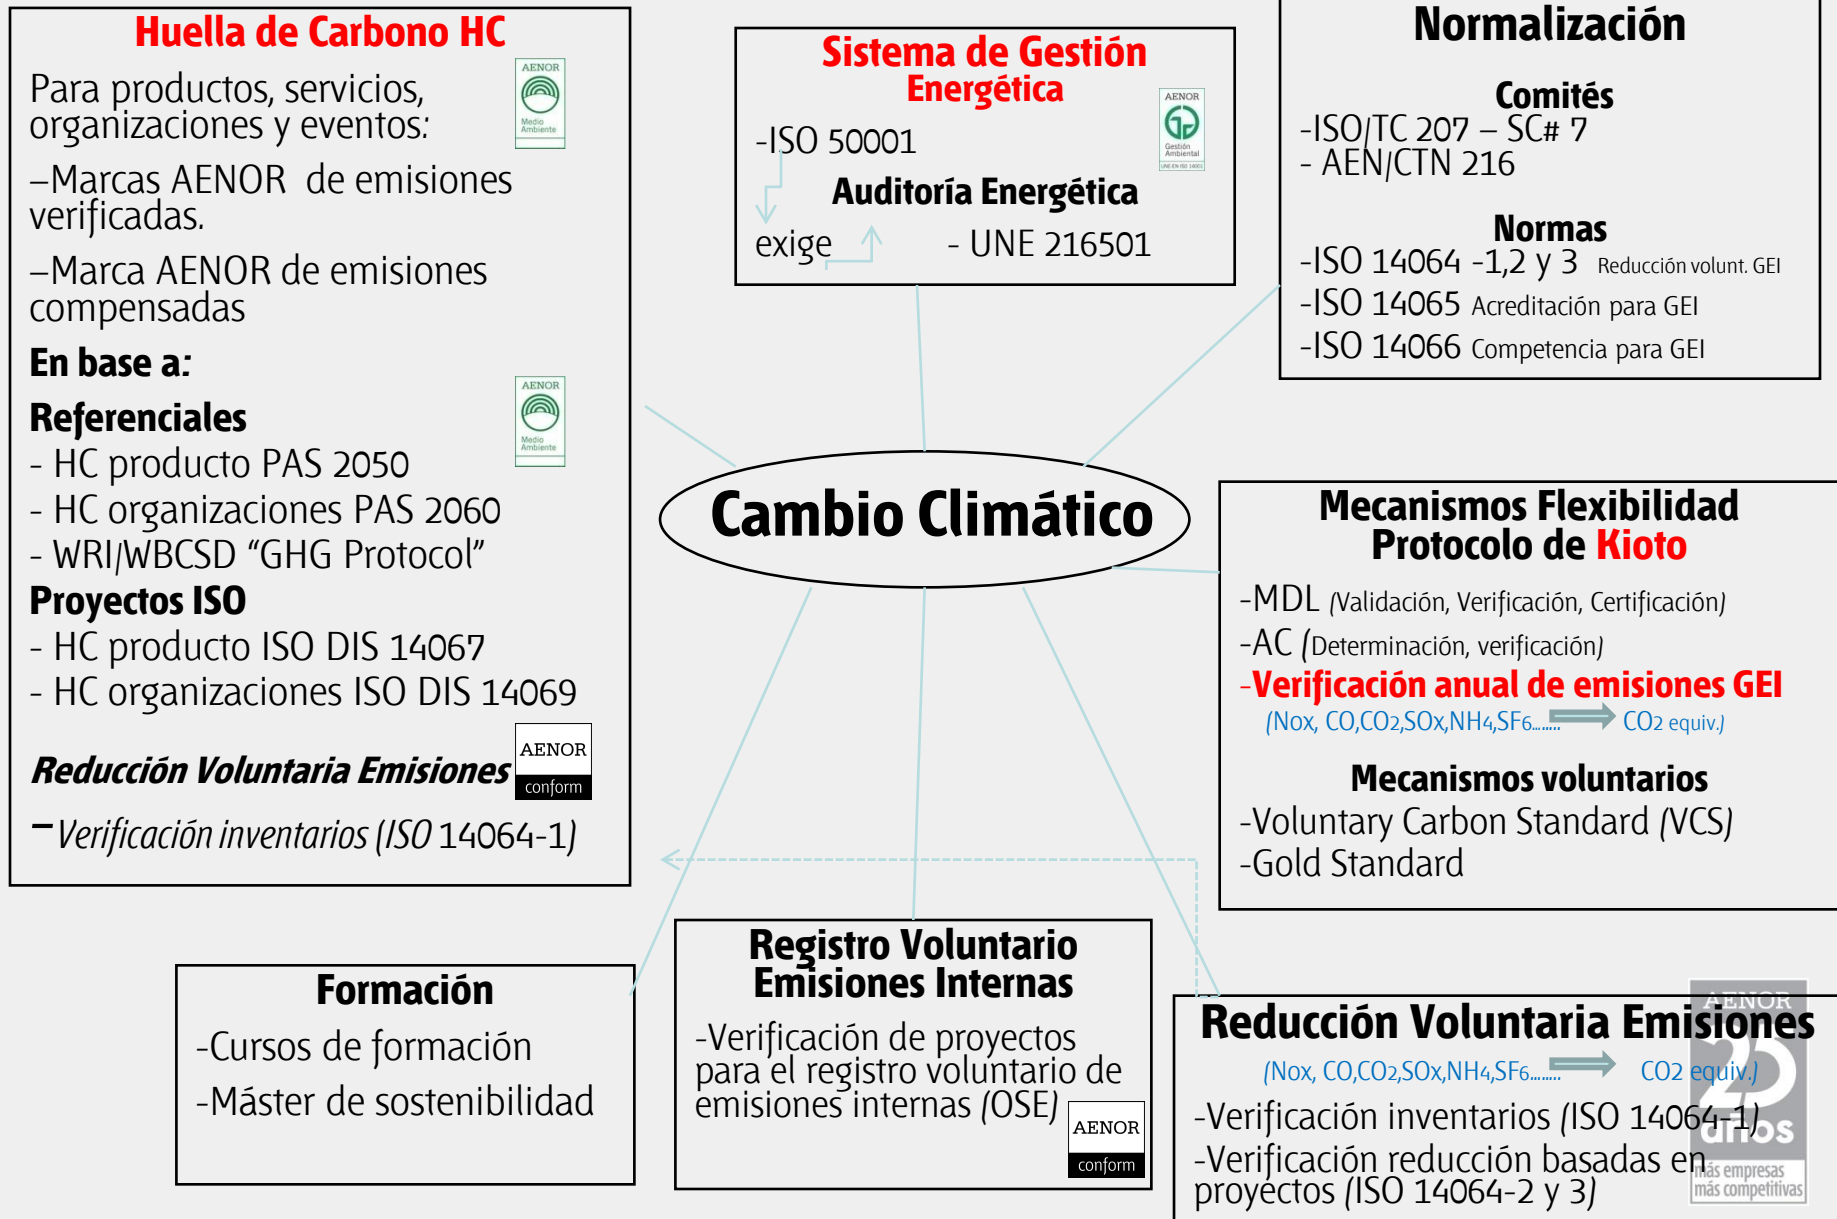 Huella de Carbono HC
Para productos, servicios,
organizaciones y eventos:
–Marcas AENOR de emisiones
verificadas.
–Marca AENOR de emisiones
compensadas
En base a:
Referenciales
- HC producto PAS 2050
- HC organizaciones PAS 2060
- WRI/WBCSD “GHG Protocol”
Proyectos ISO
- HC producto ISO DIS 14067
- HC organizaciones ISO DIS 14069
Reducción Voluntaria Emisiones
–Verificación inventarios (ISO 14064-1)
AENOR
Medio
Ambiente
AENOR
Medio
Ambiente
AENOR
conform
Sistema de Gestión
Energética
-ISO 50001
Auditoría Energética
exige - UNE 216501
AENOR
Gestión
Ambiental
UNE-EN-ISO 14001
Normalización
Comités
-ISO/TC 207 – SC# 7
- AEN/CTN 216
Normas
-ISO 14064 -1,2 y 3 Reducción volunt. GEI
-ISO 14065 Acreditación para GEI
-ISO 14066 Competencia para GEI
Cambio Climático
Mecanismos Flexibilidad
Protocolo de Kioto
-MDL (Validación, Verificación, Certificación)
-AC (Determinación, verificación)
-Verificación anual de emisiones GEI
(Nox, CO,CO2,SOx,NH4,SF6........ CO2 equiv.)
Mecanismos voluntarios
-Voluntary Carbon Standard (VCS)
-Gold Standard
Formación
-Cursos de formación
-Máster de sostenibilidad
Registro Voluntario
Emisiones Internas
-Verificación de proyectos
para el registro voluntario de
emisiones internas (OSE)
AENOR
conform
Reducción Voluntaria Emisiones
(Nox, CO,CO2,SOx,NH4,SF6........ CO2 equiv.)
-Verificación inventarios (ISO 14064-1)
-Verificación reducción basadas en
proyectos (ISO 14064-2 y 3)
AENOR
25
años
más empresas
más competitivas